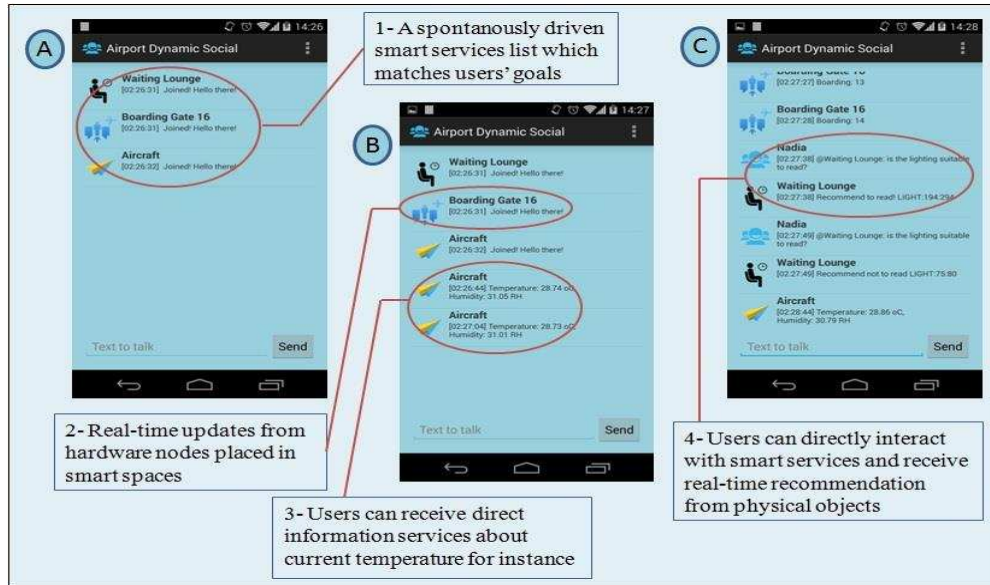 A
14:26
Airport Dynamic Social
Waiting Lounge
[02:26:31] Joined! Hello there!
Boarding Gate 16
[02:26:31] Joined! Hello there!
Aircraft
[02:26:32] Joined! Hello there!
Text to talk
Send
1- A spontanously driven
smart services list which
matches users' goals
B
14:27
Airport Dynamic Social
Waiting Lounge
[02:26:31] Joined! Hello there!
Boarding Gate 16
[02:26:31] Joined! Hello there!
Aircraft
[02:26:32] Joined! Hello there!
Aircraft
[02:26:44] Temperature: 28.74 oC,
Humidity: 31.05 RH
Aircraft
[02:27:04] Temperature: 28.73 oC,
Humidity: 31.01 RH
Text to talk
Send
C
14:28
Airport Dynamic Social
Boarding Gate 16
[02:27:27] Boarding: 13
Boarding Gate 16
[02:27:28] Boarding: 14
Nadia
[02:27:38] @Waiting Lounge: is the lighting suitable
to read?
Waiting Lounge
[02:27:38] Recommend to read! LIGHT:194:294
Nadia
[02:27:49] @Waiting Lounge: is the lighting suitable
to read?
Waiting Lounge
[02:27:49] Recommend not to read LIGHT:75:80
Aircraft
[02:28:44] Temperature: 28.86 oC,
Humidity: 30.79 RH
Text to talk
Send
2- Real-time updates from
hardware nodes placed in
smart spaces
3- Users can receive direct
information services about
current temperature for instance
4- Users can directly interact
with smart services and receive
real-time recommendation
from physical objects